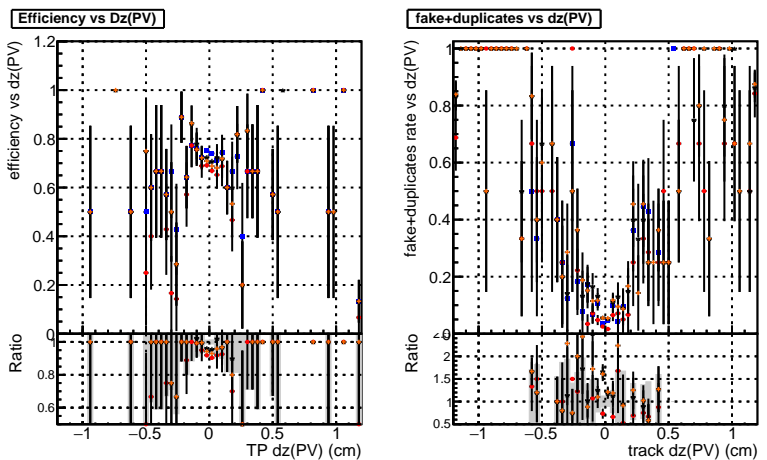 Efficiency vs Dz(PV)
efficiency vs dz(PV)
1.2
1
0.8
0.6
0.4
0.2
0
Ratio
1
0.8
0.6
−1 −0.5 0 0.5 1
TP dz(PV) (cm)
fake+duplicates vs dz(PV)
fake+duplicates rate vs dz(PV)
1
0.8
0.6
0.4
0.2
Ratio
2
1.5
1
0.5
−1 −0.5 0 0.5 1
track dz(PV) (cm)